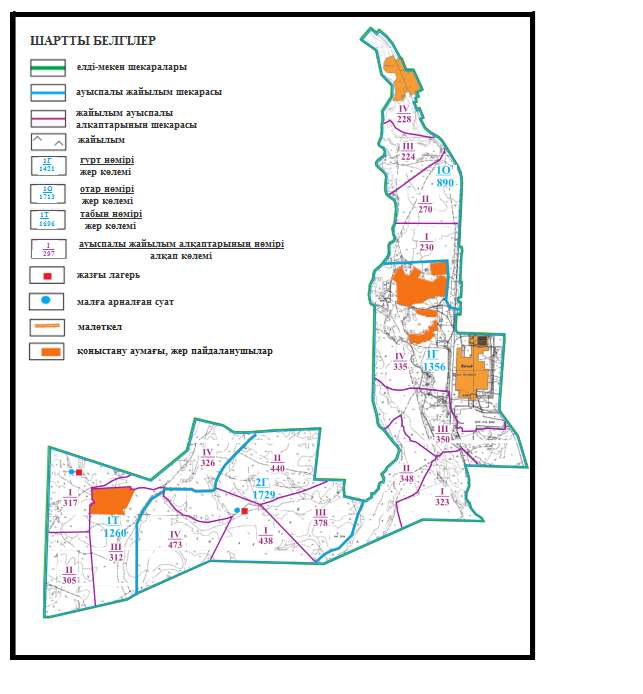 ШАРТТЫ БЕЛГІЛЕР
елді-мекен шекаралары
ауыспалы жайылым шекарасы
жайылым ауыспалы
алқаптарының шекарасы
жайылым
1Г
1421
гурт нөмірі
жер көлемі
1О
1713
отар нөмірі
жер көлемі
1Т
1696
табын нөмірі
жер көлемі
I
297
ауыспалы жайылым алқаптарының нөмірі
алқап көлемі
жазғы лагерь
малға арналған суат
малөткел
қоныстану аумағы, жер пайдаланушылар
IV
228
III
224
1О
890
II
270
I
230
IV
335
1Г
1356
III
350
II
348
I
323
IV
326
II
440
2Г
1729
III
378
I
438
IV
473
I
317
1Т
1260
III
312
II
305